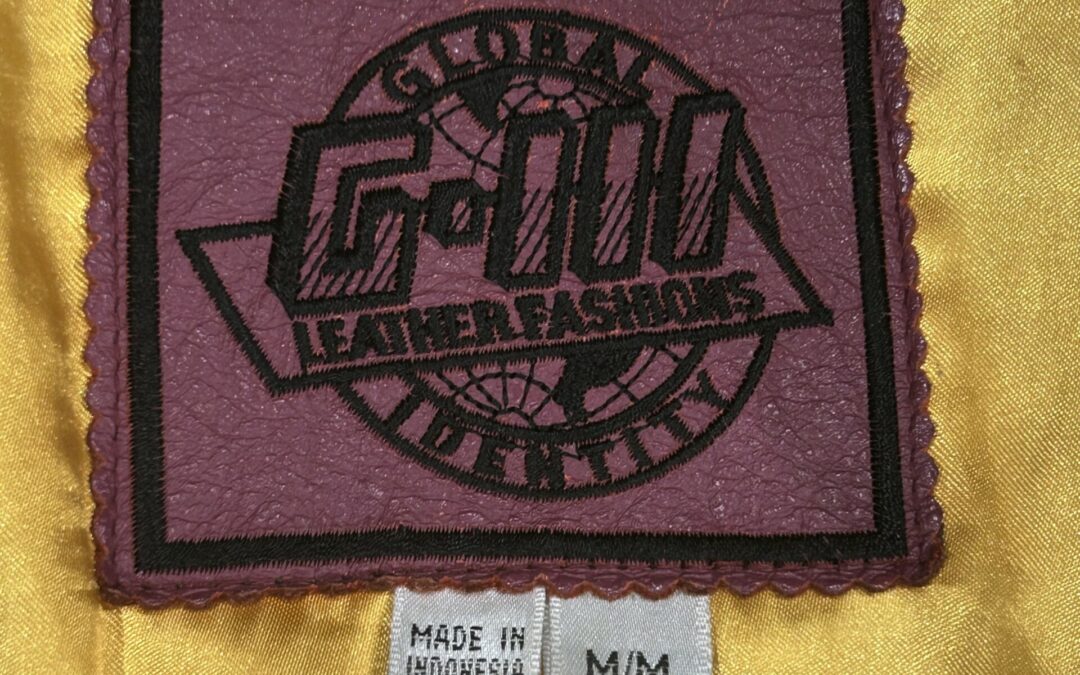 GLOBAL
G-III
LEATHER FASHIONS
IDENTITY
MADE IN
INDONESIA
M/M